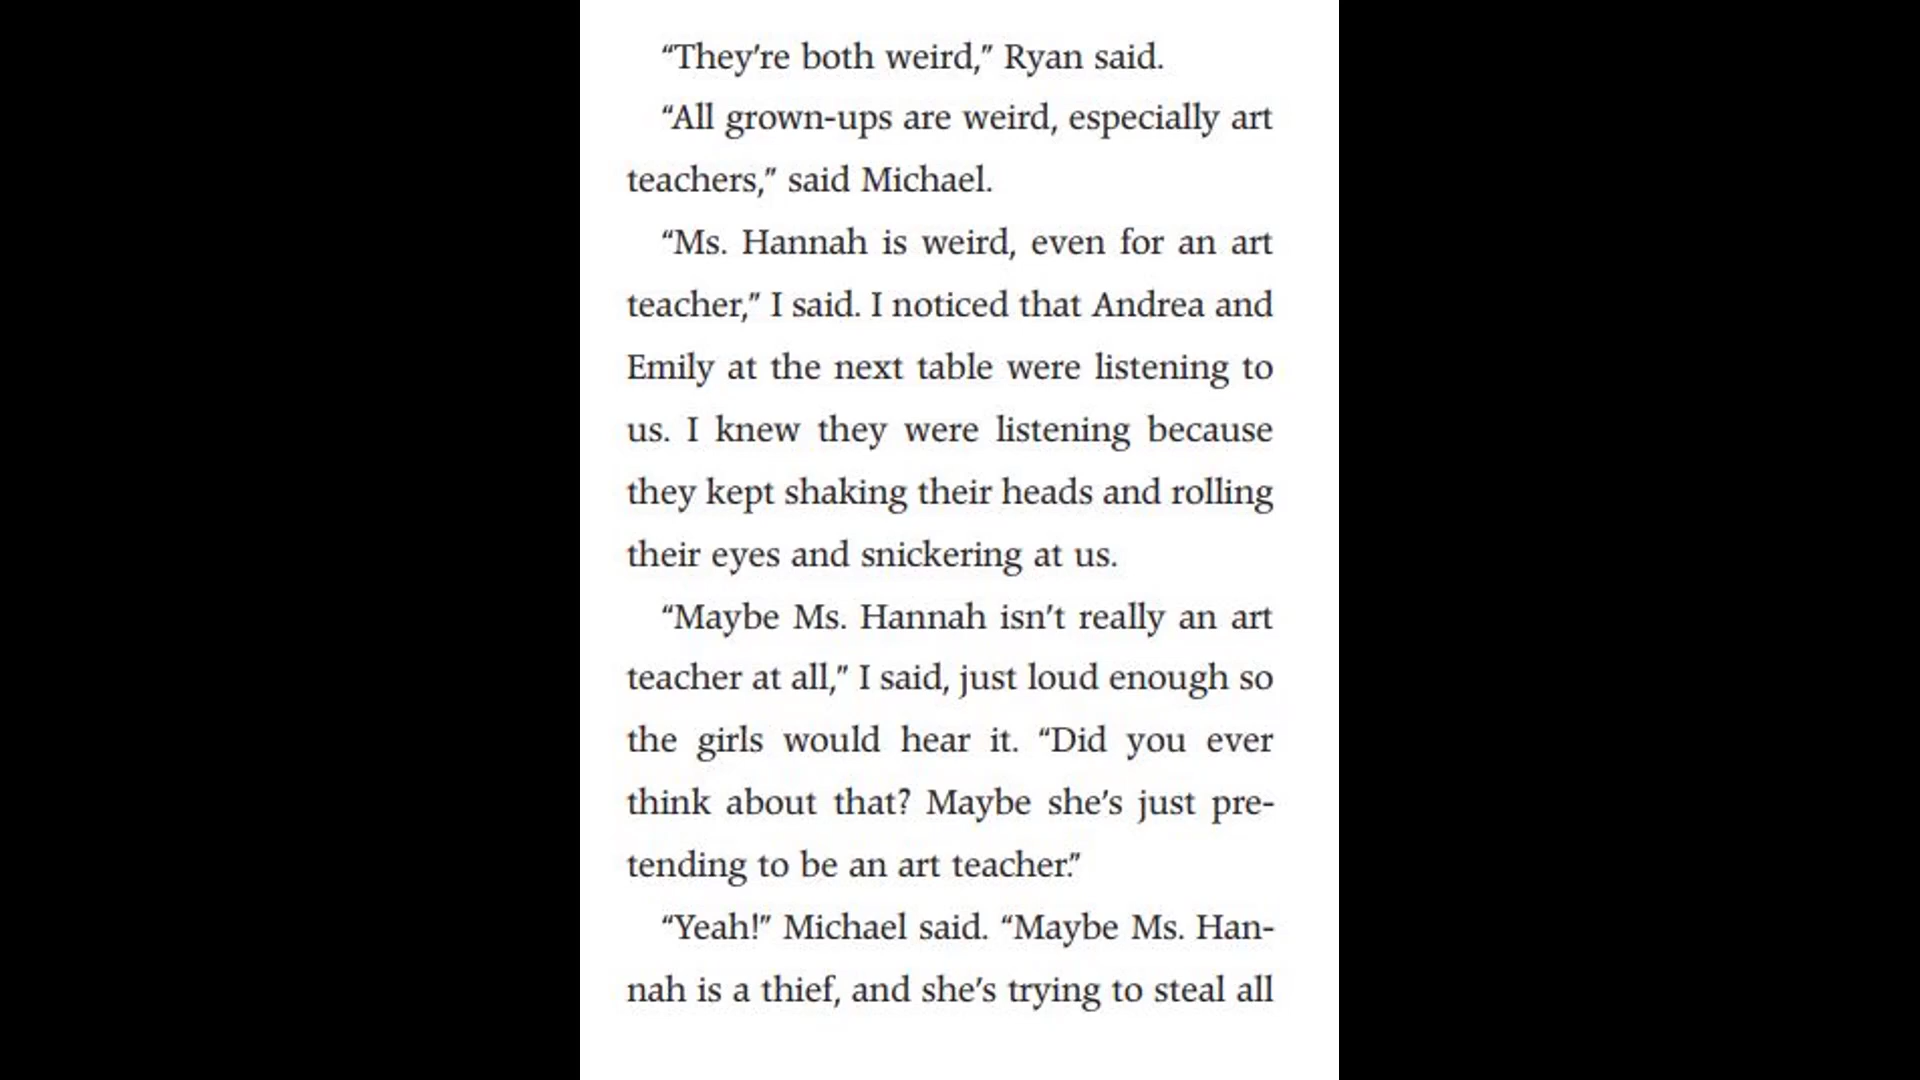 “They’re both weird,” Ryan said.
“All grown-ups are weird, especially art
teachers,” said Michael.
“Ms. Hannah is weird, even for an art
teacher,” I said. I noticed that Andrea and
Emily at the next table were listening to
us. I knew they were listening because
they kept shaking their heads and rolling
their eyes and snickering at us.
“Maybe Ms. Hannah isn’t really an art
teacher at all,” I said, just loud enough so
the girls would hear it. “Did you ever
think about that? Maybe she’s just pre-
tending to be an art teacher.”
“Yeah!” Michael said. “Maybe Ms. Han-
nah is a thief, and she’s trying to steal all